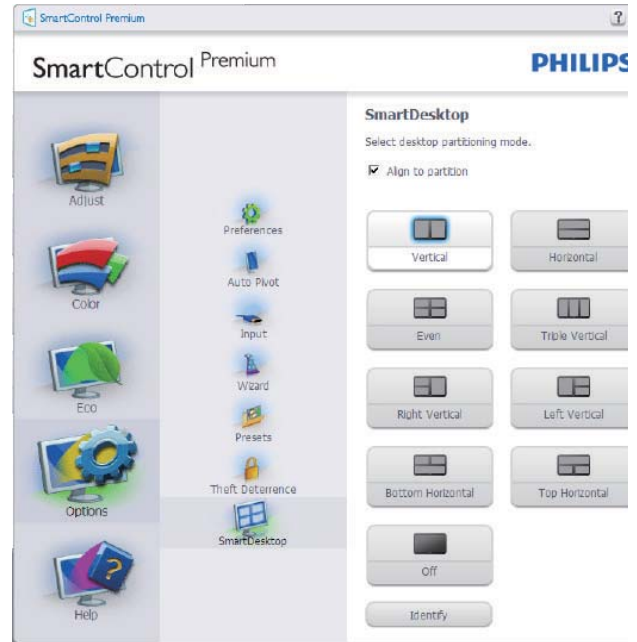 SmartControl Premium
?
SmartControl Premium
PHILIPS
Adjust
Color
Eco
Options
Help
Preferences
Auto Pivot
Input
Wizard
Presets
Theft Deterrence
SmartDesktop
SmartDesktop
Select desktop partitioning mode.
Align to partition
Vertical
Horizontal
Even
Triple Vertical
Right Vertical
Left Vertical
Bottom Horizontal
Top Horizontal
Off
Identify